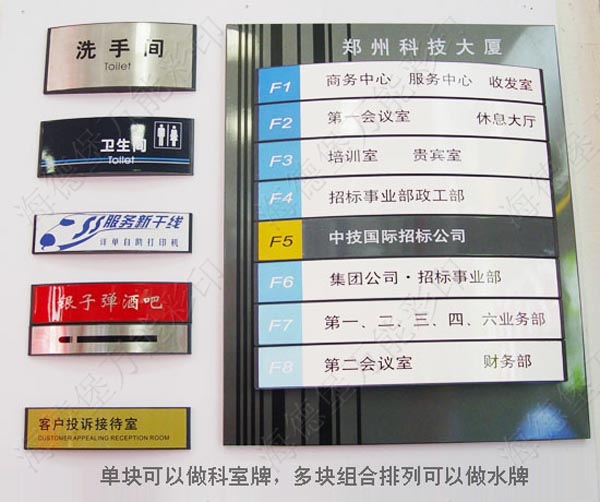 洗手间
Toilet
卫生间
Toilet
服务新干线
详单自助打印机
银子弹酒吧
客户投诉接待室
CUSTOMER APPEALING RECEPTION ROOM
郑州科技大厦
F1 商务中心 服务中心 收发室
F2 第一会议室 休息大厅
F3 培训室 贵宾室
F4 招标事业部政工部
F5 中技国际招标公司
F6 集团公司·招标事业部
F7 第一、二、三、四、六业务部
F8 第二会议室 财务部
单块可以做科室牌，多块组合排列可以做水牌
海德堡万能彩印